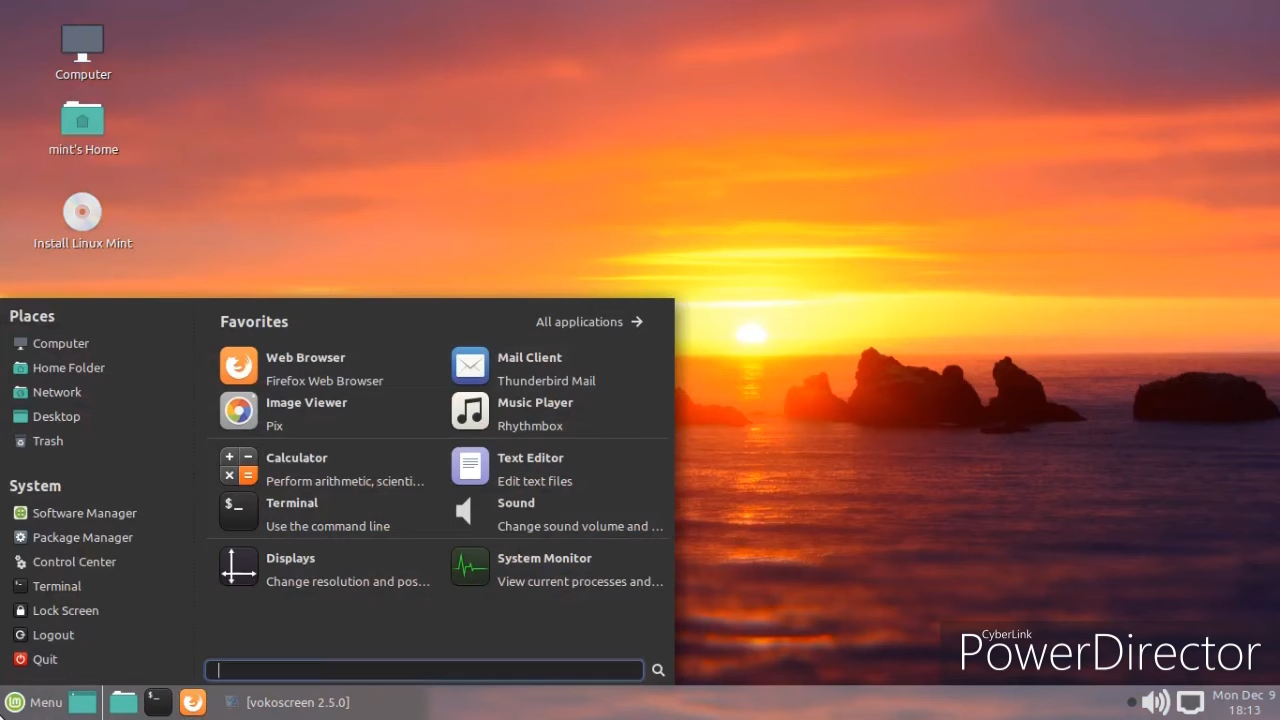 Computer
mint's Home
Install Linux Mint
Places
Computer
Home Folder
Network
Desktop
Trash
System
Software Manager
Package Manager
Control Center
Terminal
Lock Screen
Logout
Quit
Favorites
All applications
Web Browser
Firefox Web Browser
Mail Client
Thunderbird Mail
Image Viewer
Pix
Music Player
Rhythmbox
Calculator
Perform arithmetic, scienti...
Text Editor
Edit text files
Terminal
Use the command line
Sound
Change sound volume and ...
Displays
Change resolution and pos...
System Monitor
View current processes and...
CyberLink
PowerDirector
Menu
[vokoscreen 2.5.0]
Mon Dec 9
18:13